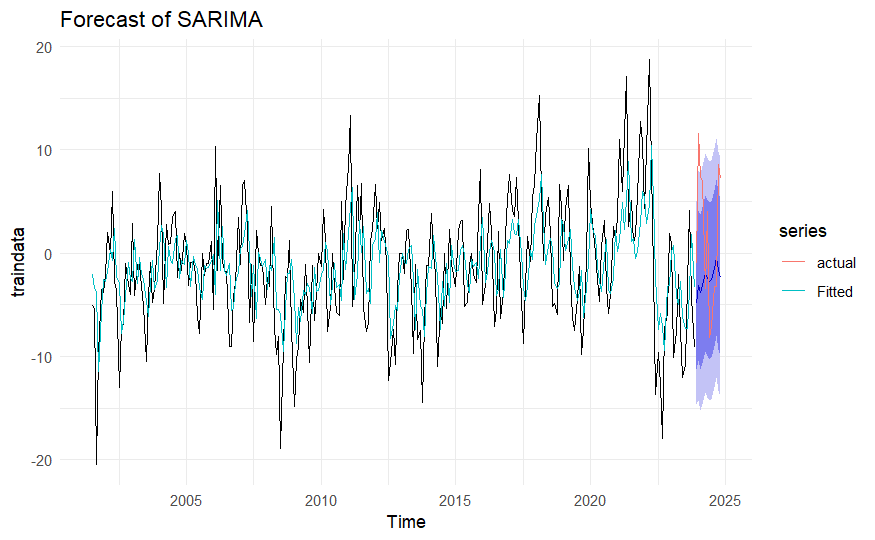 Forecast of SARIMA
traindata
20
10
0
-10
-20
2005 2010 2015 2020 2025
Time
series
actual
Fitted